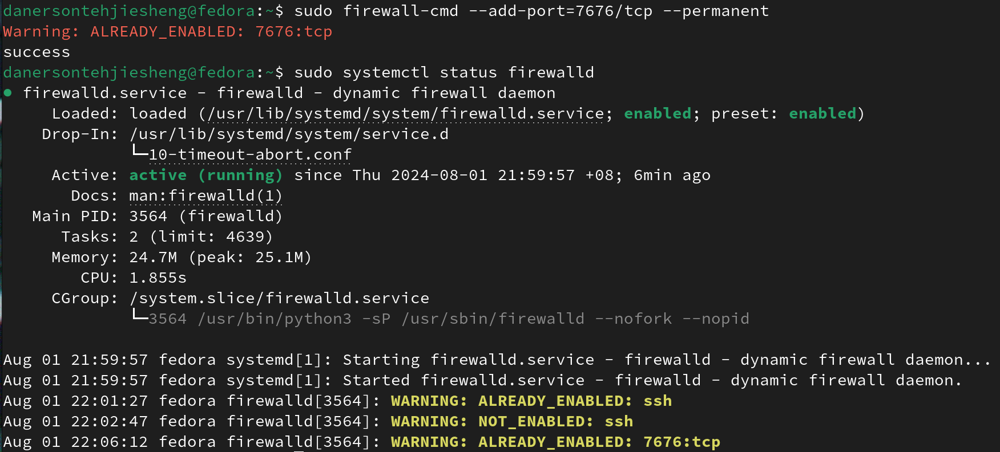 danersontehjiesheng@fedora:~$ sudo firewall-cmd --add-port=7676/tcp --permanent
Warning: ALREADY_ENABLED: 7676:tcp
success
danersontehjiesheng@fedora:~$ sudo systemctl status firewalld
● firewalld.service - firewalld - dynamic firewall daemon
     Loaded: loaded (/usr/lib/systemd/system/firewalld.service; enabled; preset: enabled)
    Drop-In: /usr/lib/systemd/system/service.d
             └─10-timeout-abort.conf
     Active: active (running) since Thu 2024-08-01 21:59:57 +08; 6min ago
       Docs: man:firewalld(1)
   Main PID: 3564 (firewalld)
      Tasks: 2 (limit: 4639)
     Memory: 24.7M (peak: 25.1M)
        CPU: 1.855s
     CGroup: /system.slice/firewalld.service
             └─3564 /usr/bin/python3 -sP /usr/sbin/firewalld --nofork --nopid

Aug 01 21:59:57 fedora systemd[1]: Starting firewalld.service - firewalld - dynamic firewall daemon...
Aug 01 21:59:57 fedora systemd[1]: Started firewalld.service - firewalld - dynamic firewall daemon.
Aug 01 22:01:27 fedora firewalld[3564]: WARNING: ALREADY_ENABLED: ssh
Aug 01 22:02:47 fedora firewalld[3564]: WARNING: NOT_ENABLED: ssh
Aug 01 22:06:12 fedora firewalld[3564]: WARNING: ALREADY_ENABLED: 7676:tcp